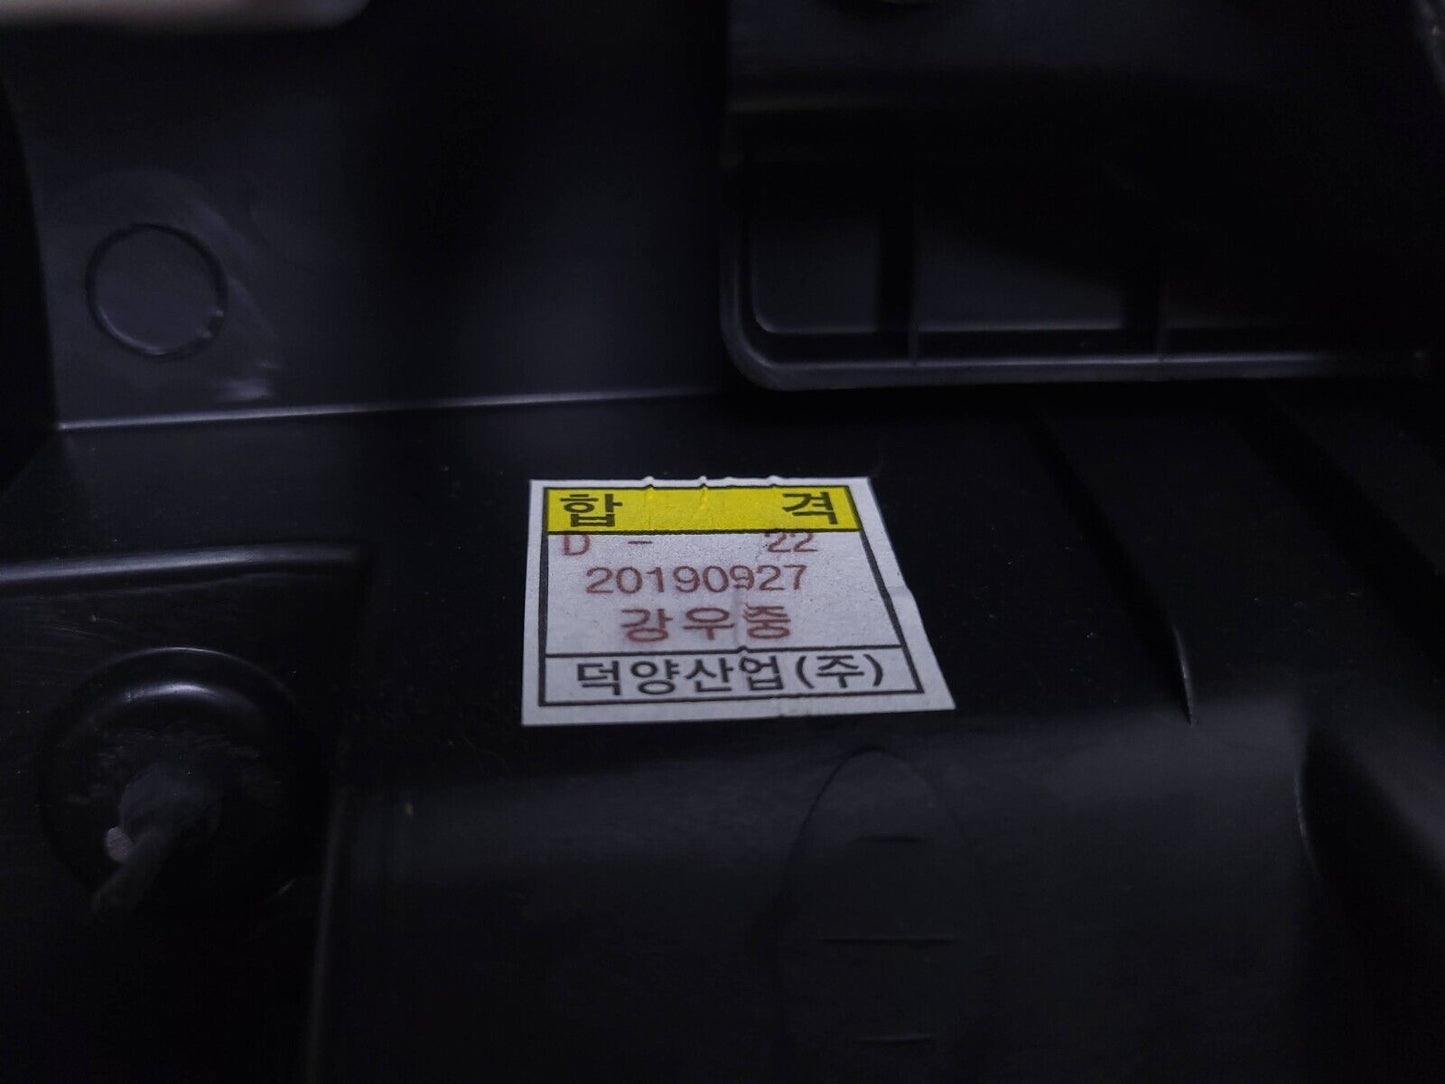 합 격
D - 22
20190927
강우중
덕양산업(주)